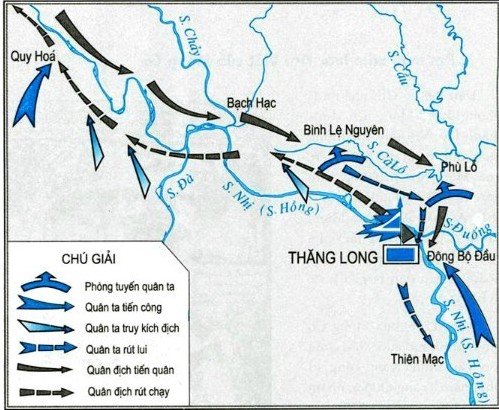 S. Chảy
S. Cầu
Quy Hoá
Bạch Hạc
Bình Lệ Nguyên
S. Cà Lồ
Phù Lỗ
S. Đà
S. Nhị (S. Hồng)
S. Đuống
THĂNG LONG
Đông Bộ Đầu
CHÚ GIẢI
Phòng tuyến quân ta
Quân ta tiến công
Quân ta truy kích địch
Quân ta rút lui
Quân địch tiến quân
Quân địch rút chạy
S. Nhị (S. Hồng)
Thiên Mạc